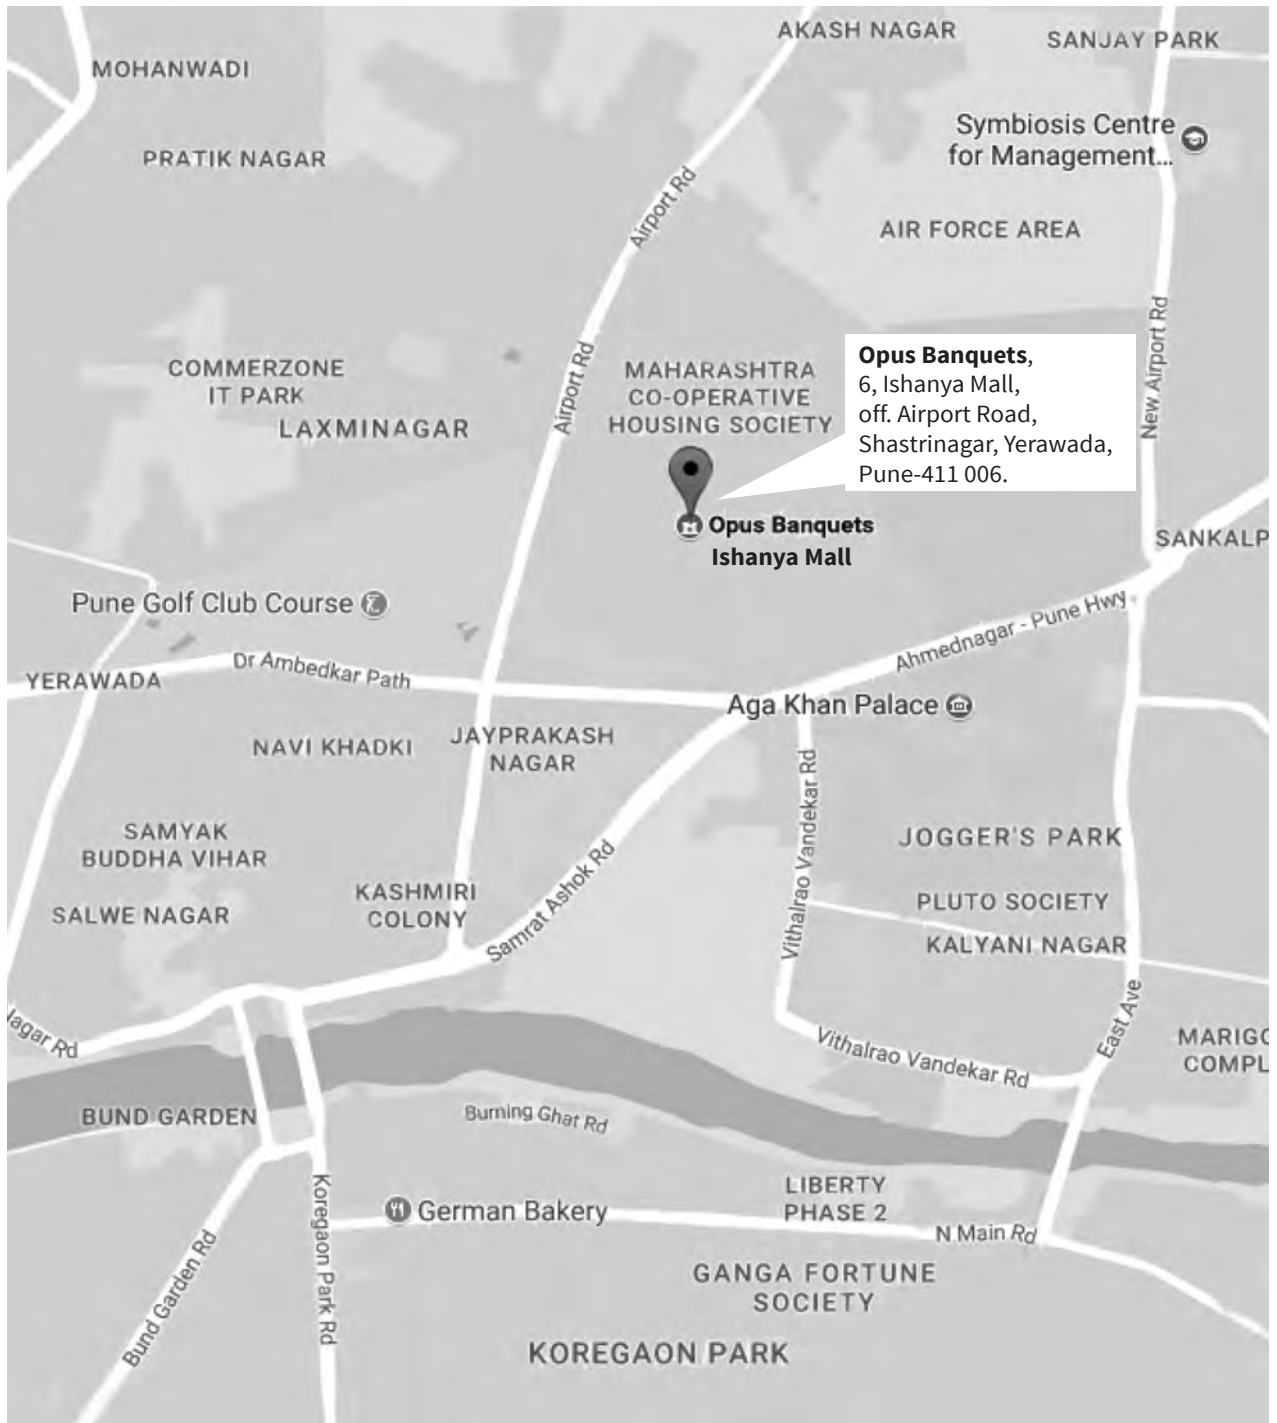 AKASH NAGAR
SANJAY PARK
MOHANWADI
Symbiosis Centre
for Management...
PRATIK NAGAR
Airport Rd
AIR FORCE AREA
New Airport Rd
COMMERZONE
IT PARK
LAXMINAGAR
Airport Rd
MAHARASHTRA
CO-OPERATIVE
HOUSING SOCIETY
Opus Banquets,
6, Ishanya Mall,
off. Airport Road,
Shastrinagar, Yerawada,
Pune-411 006.
Opus Banquets
Ishanya Mall
SANKALP
Pune Golf Club Course
Ahmednagar - Pune Hwy
YERAWADA
Dr Ambedkar Path
Aga Khan Palace
NAVI KHADKI
JAYPRAKASH
NAGAR
Vithalrao Vandekar Rd
SAMYAK
BUDDHA VIHAR
JOGGER'S PARK
KASHMIRI
COLONY
Samrat Ashok Rd
PLUTO SOCIETY
SALWE NAGAR
KALYANI NAGAR
East Ave
Nagar Rd
Vithalrao Vandekar Rd
MARIGO
COMPL
BUND GARDEN
Burning Ghat Rd
LIBERTY
PHASE 2
Koregaon Park Rd
German Bakery
N Main Rd
Bund Garden Rd
GANGA FORTUNE
SOCIETY
KOREGAON PARK